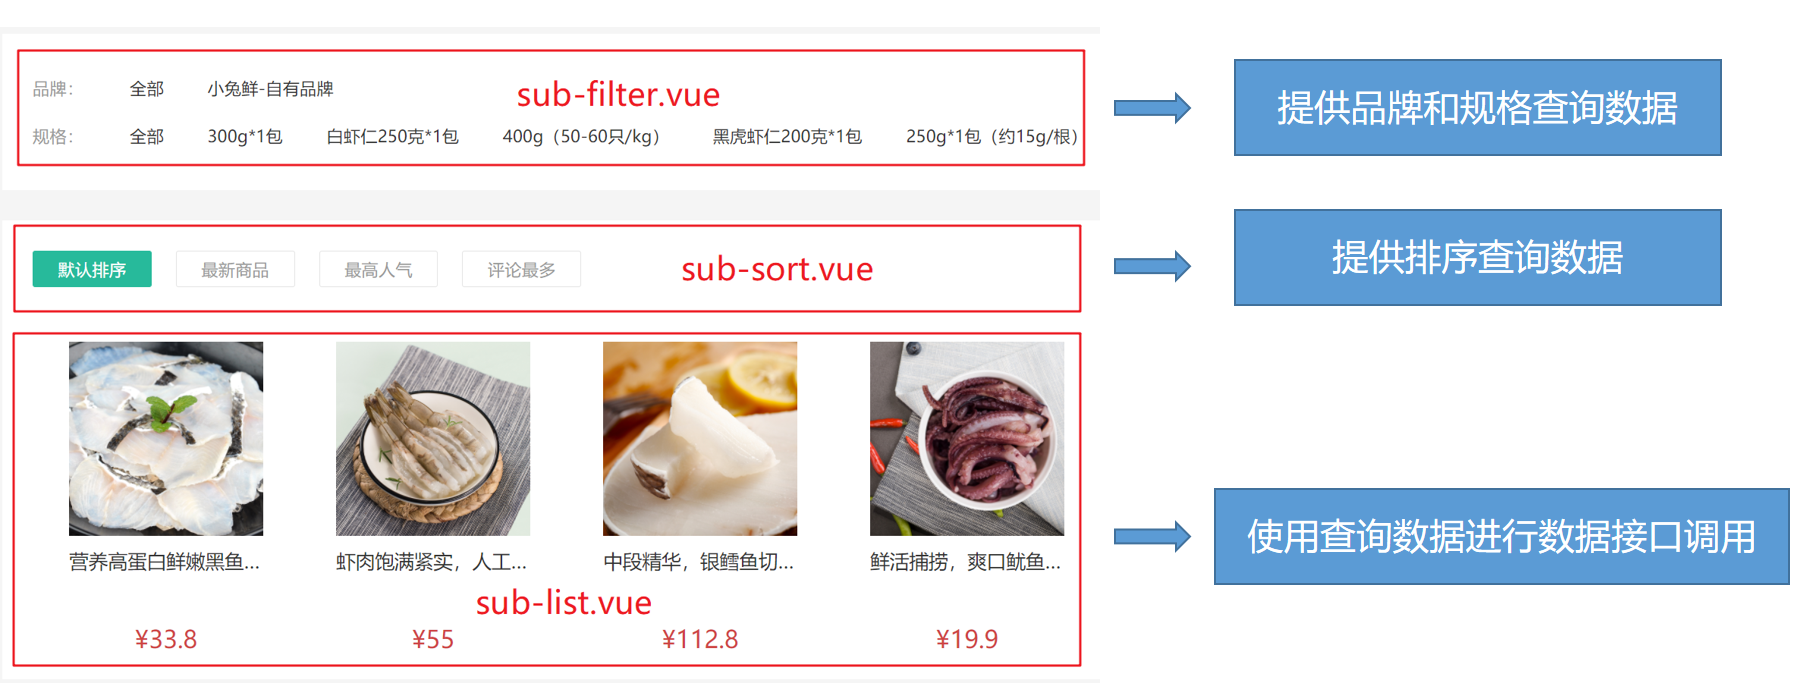 品牌: 全部 小兔鲜-自有品牌
sub-filter.vue
规格: 全部 300g*1包 白虾仁250克*1包 400g（50-60只/kg） 黑虎虾仁200克*1包 250g*1包（约15g/根）
提供品牌和规格查询数据
默认排序 最新商品 最高人气 评论最多
sub-sort.vue
提供排序查询数据
营养高蛋白鲜嫩黑鱼... 虾肉饱满紧实，人工... 中段精华，银鳕鱼切... 鲜活捕捞，爽口鱿鱼...
sub-list.vue
¥33.8 ¥55 ¥112.8 ¥19.9
使用查询数据进行数据接口调用